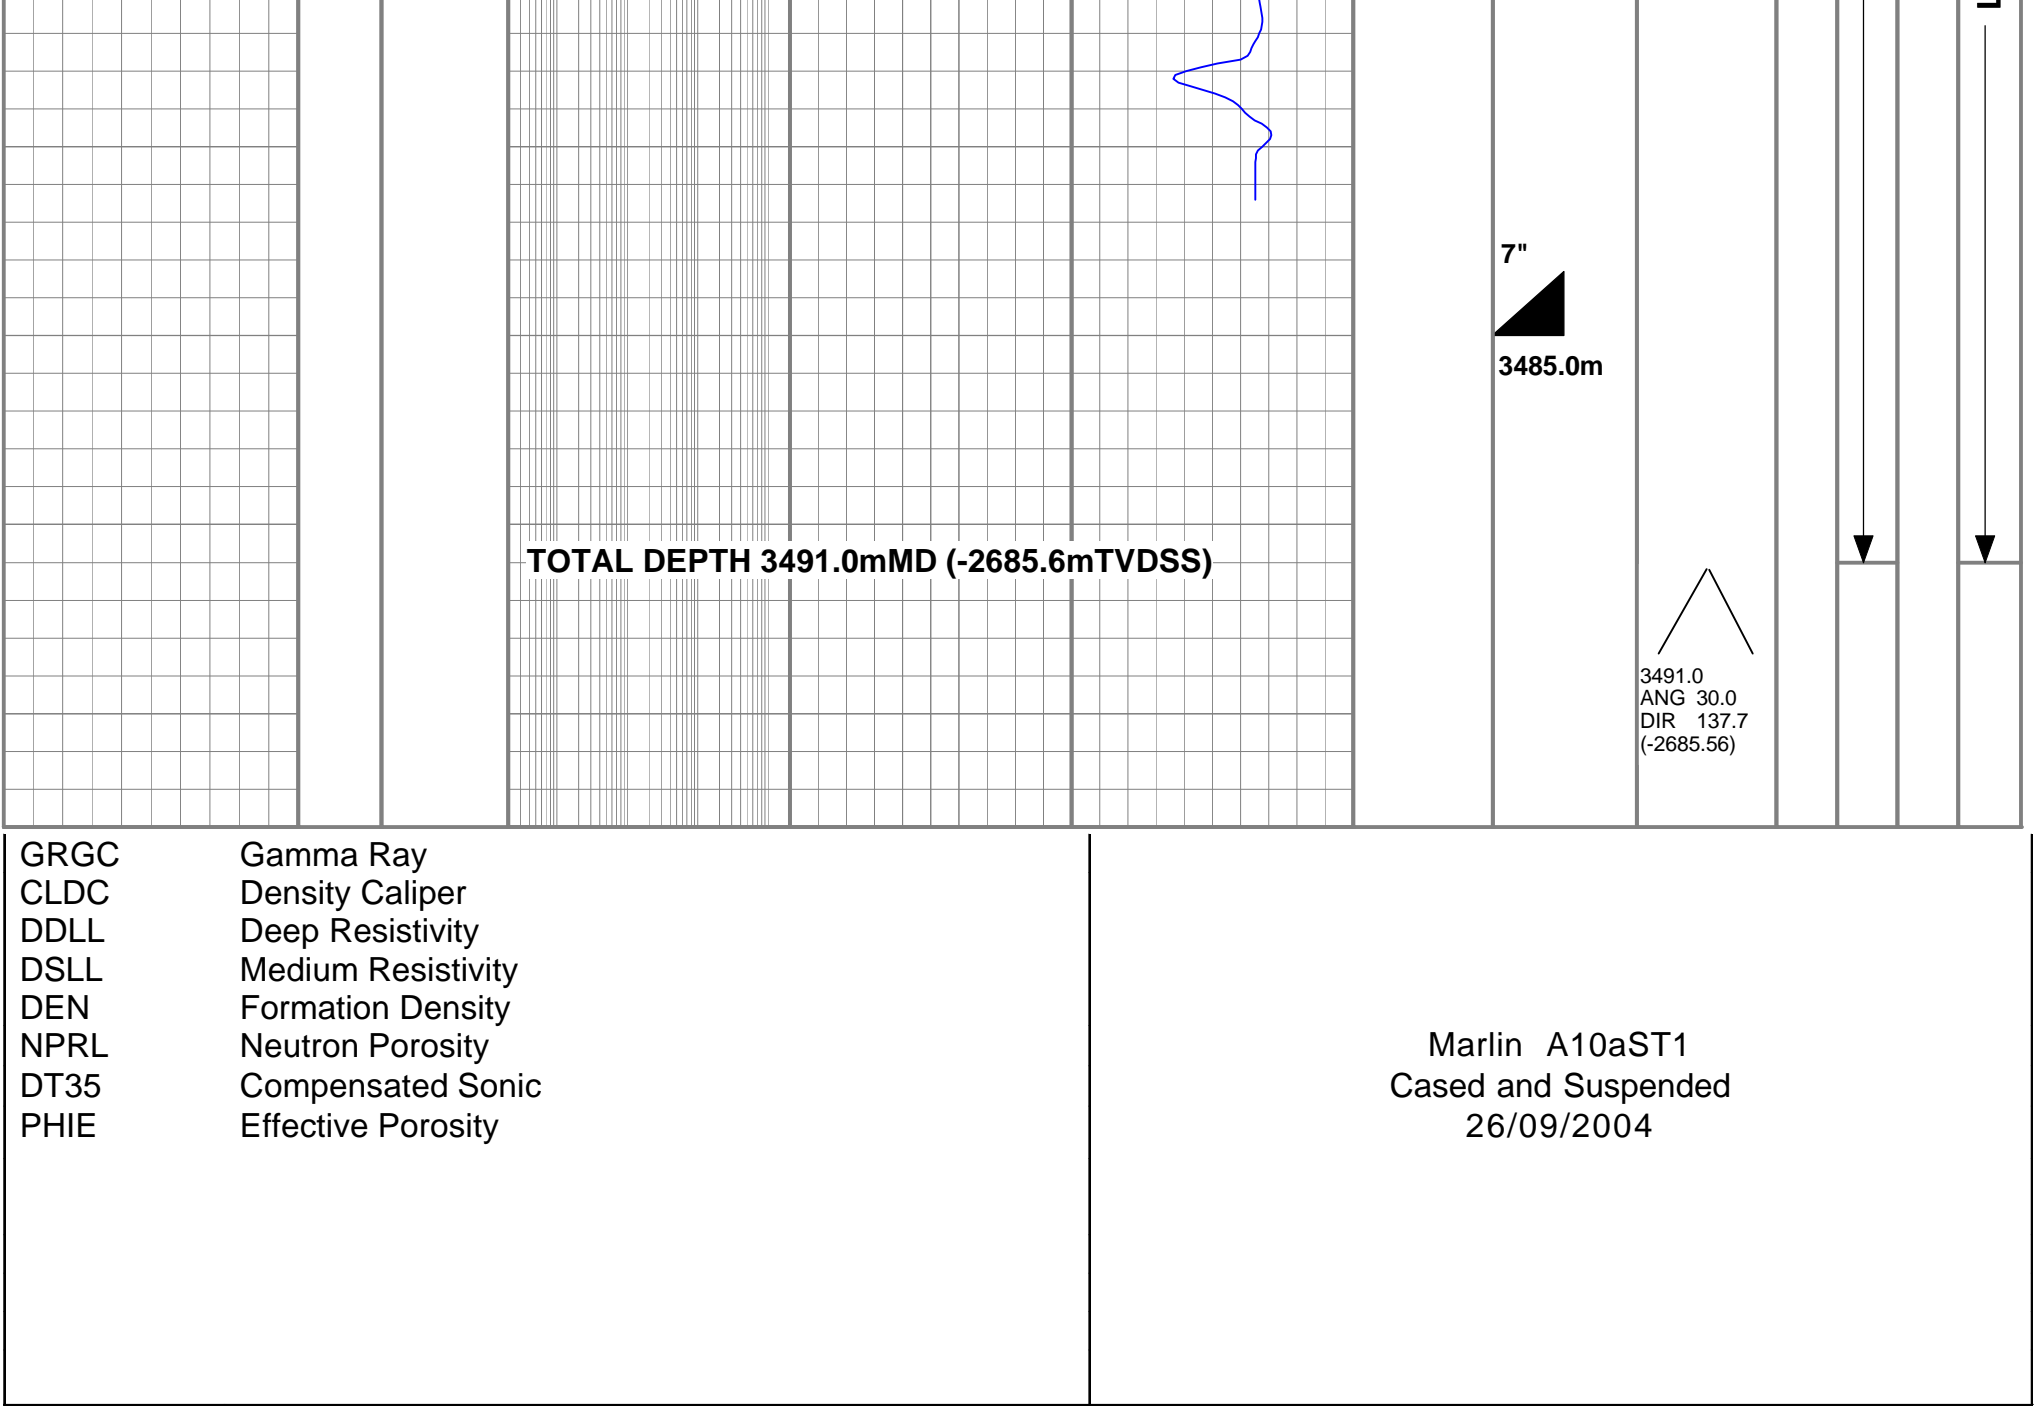 7"
3485.0m
TOTAL DEPTH 3491.0mMD (-2685.6mTVDSS)
3491.0
ANG 30.0
DIR 137.7
(-2685.56)
GRGC Gamma Ray
CLDC Density Caliper
DDLL Deep Resistivity
DSLL Medium Resistivity
DEN Formation Density
NPRL Neutron Porosity
DT35 Compensated Sonic
PHIE Effective Porosity
Marlin A10aST1
Cased and Suspended
26/09/2004